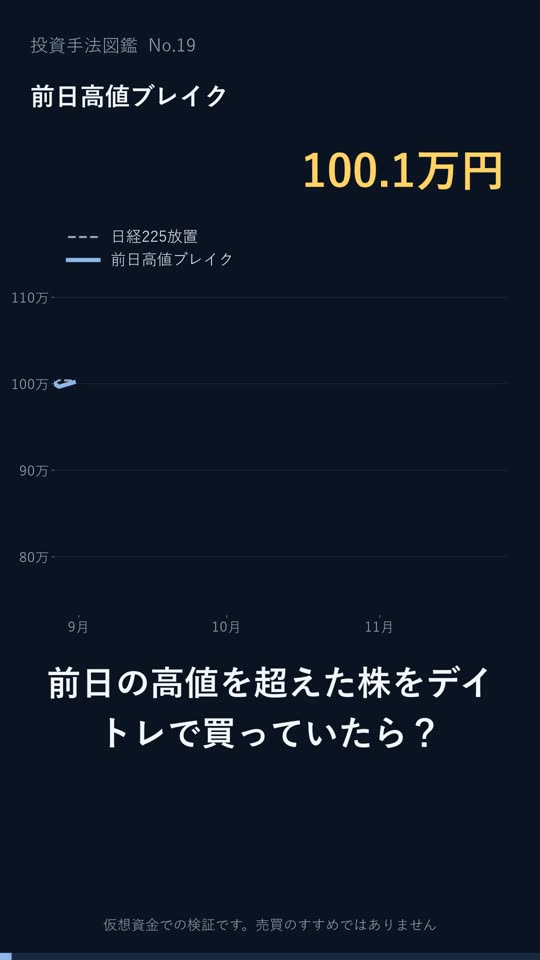 投資手法図鑑 No.19
前日高値ブレイク
100.1万円
日経225放置
前日高値ブレイク
110万
100万
90万
80万
9月 10月 11月
前日の高値を超えた株をデイ
トレで買っていたら？
仮想資金での検証です。売買のすすめではありません